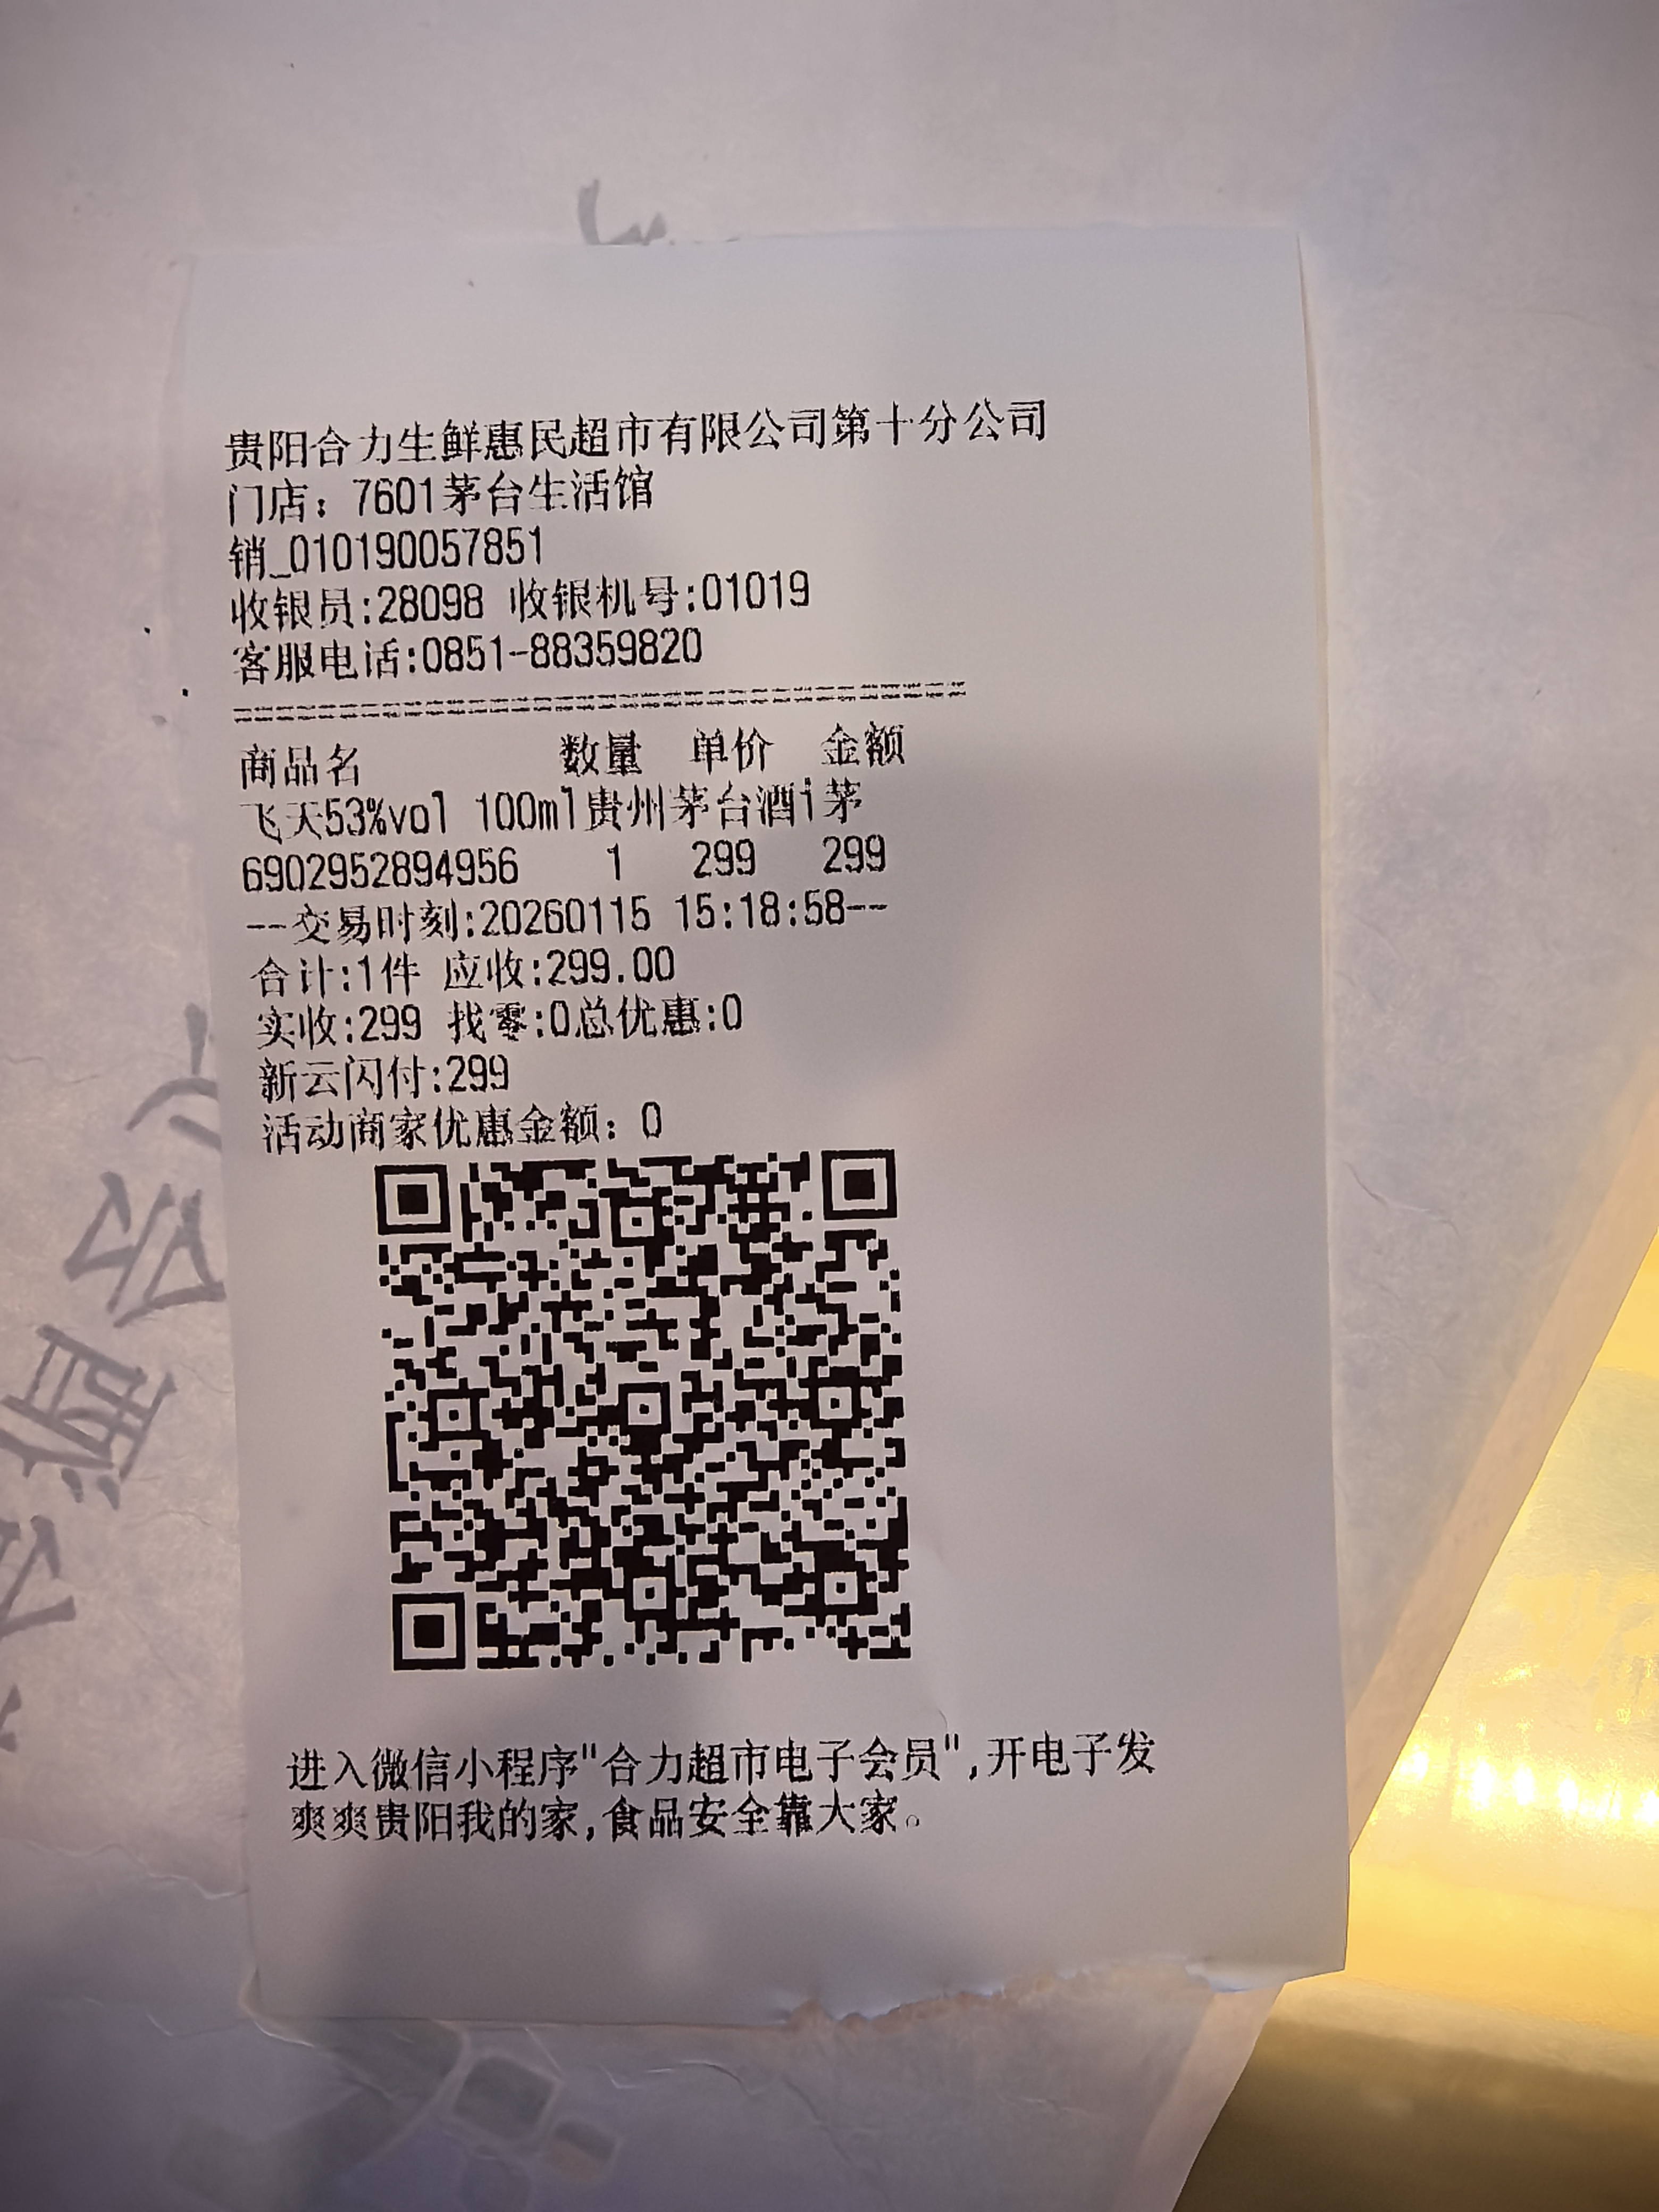 贵阳合力生鲜惠民超市有限公司第十分公司
门店：7601茅台生活馆
销_010190057851
收银员:28098 收银机号:01019
客服电话:0851-88359820
商品名 数量 单价 金额
飞天53%vol 100ml贵州茅台酒i茅
6902952894956 1 299 299
--交易时刻:20260115 15:18:58--
合计:1件 应收:299.00
实收:299 找零:0总优惠:0
新云闪付:299
活动商家优惠金额：0
进入微信小程序"合力超市电子会员",开电子发
爽爽贵阳我的家,食品安全靠大家。